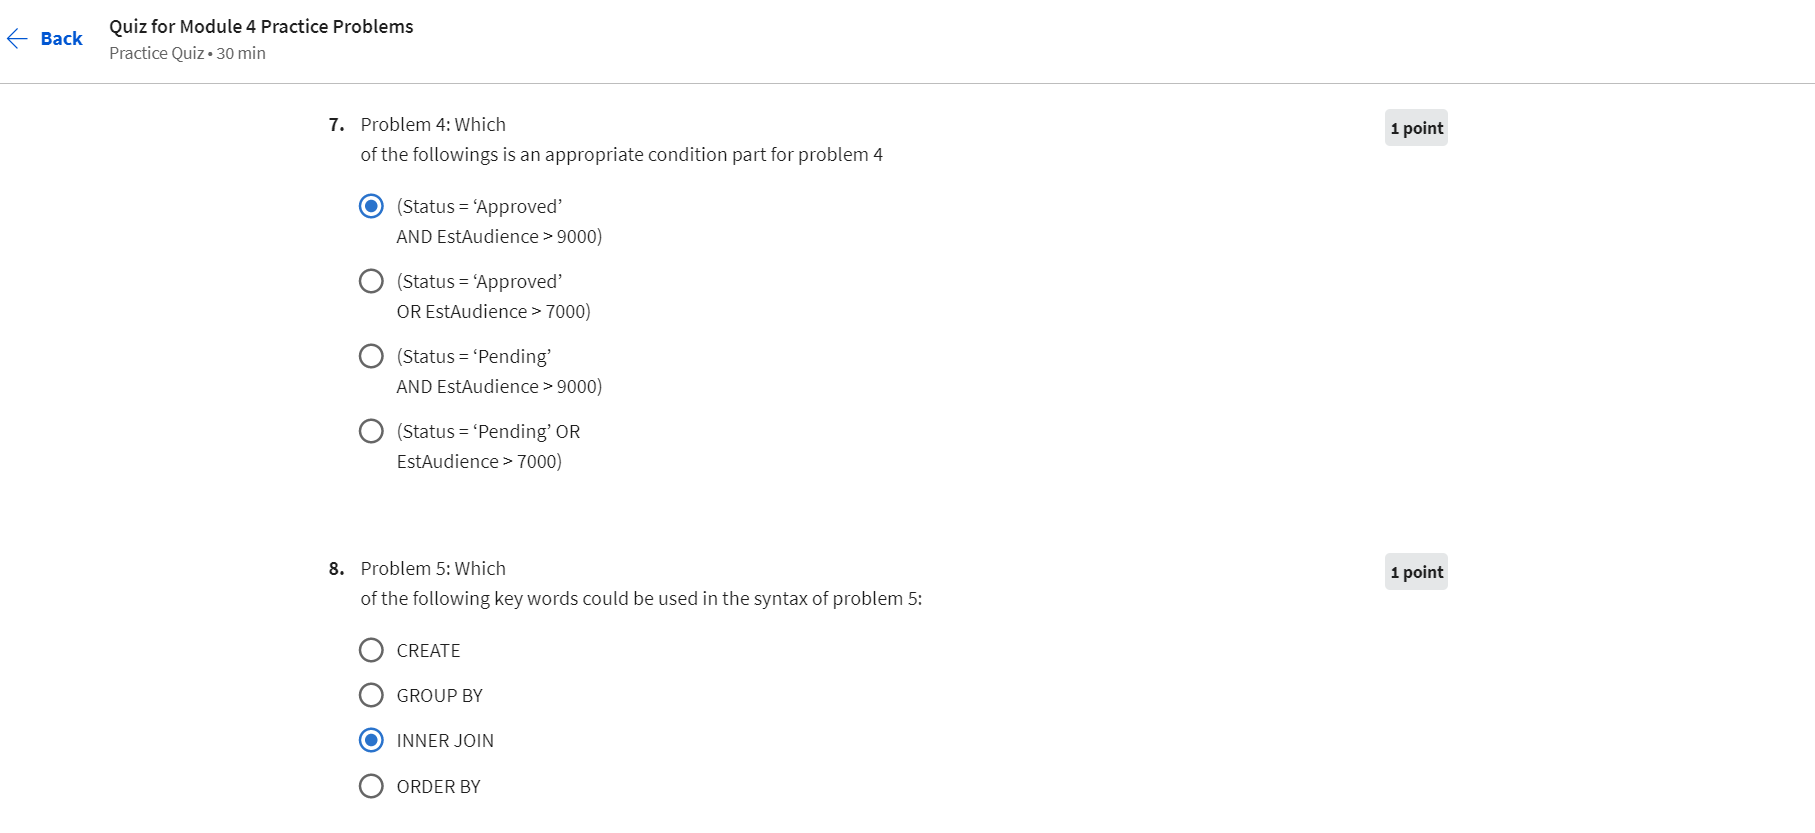 Back
Quiz for Module 4 Practice Problems
Practice Quiz • 30 min
7. Problem 4: Which
of the followings is an appropriate condition part for problem 4
1 point
(Status = ‘Approved’
AND EstAudience > 9000)
(Status = ‘Approved’
OR EstAudience > 7000)
(Status = ‘Pending’
AND EstAudience > 9000)
(Status = ‘Pending’ OR
EstAudience > 7000)
8. Problem 5: Which
of the following key words could be used in the syntax of problem 5:
1 point
CREATE
GROUP BY
INNER JOIN
ORDER BY